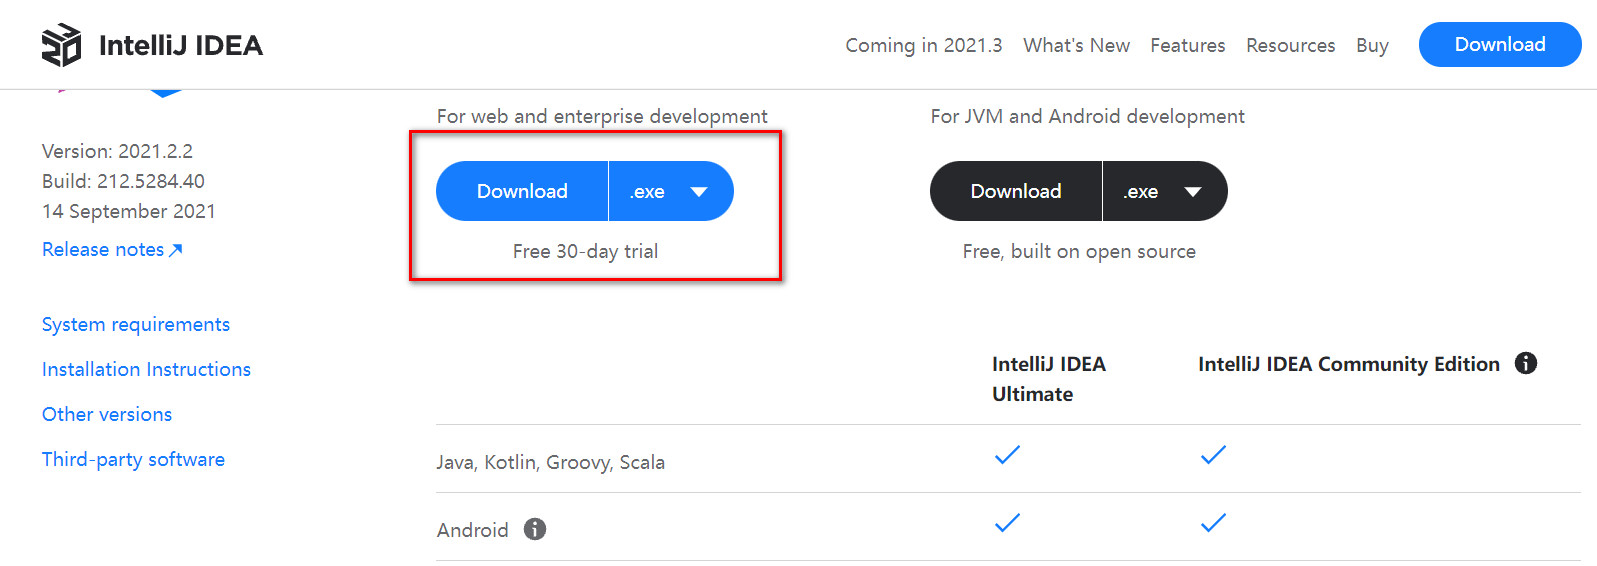 IntelliJ IDEA
Coming in 2021.3 What's New Features Resources Buy Download
For web and enterprise development
For JVM and Android development
Version: 2021.2.2
Build: 212.5284.40
14 September 2021
Release notes
Download .exe
Free 30-day trial
Download .exe
Free, built on open source
System requirements
Installation Instructions
Other versions
Third-party software
IntelliJ IDEA
Ultimate
IntelliJ IDEA Community Edition
Java, Kotlin, Groovy, Scala
Android